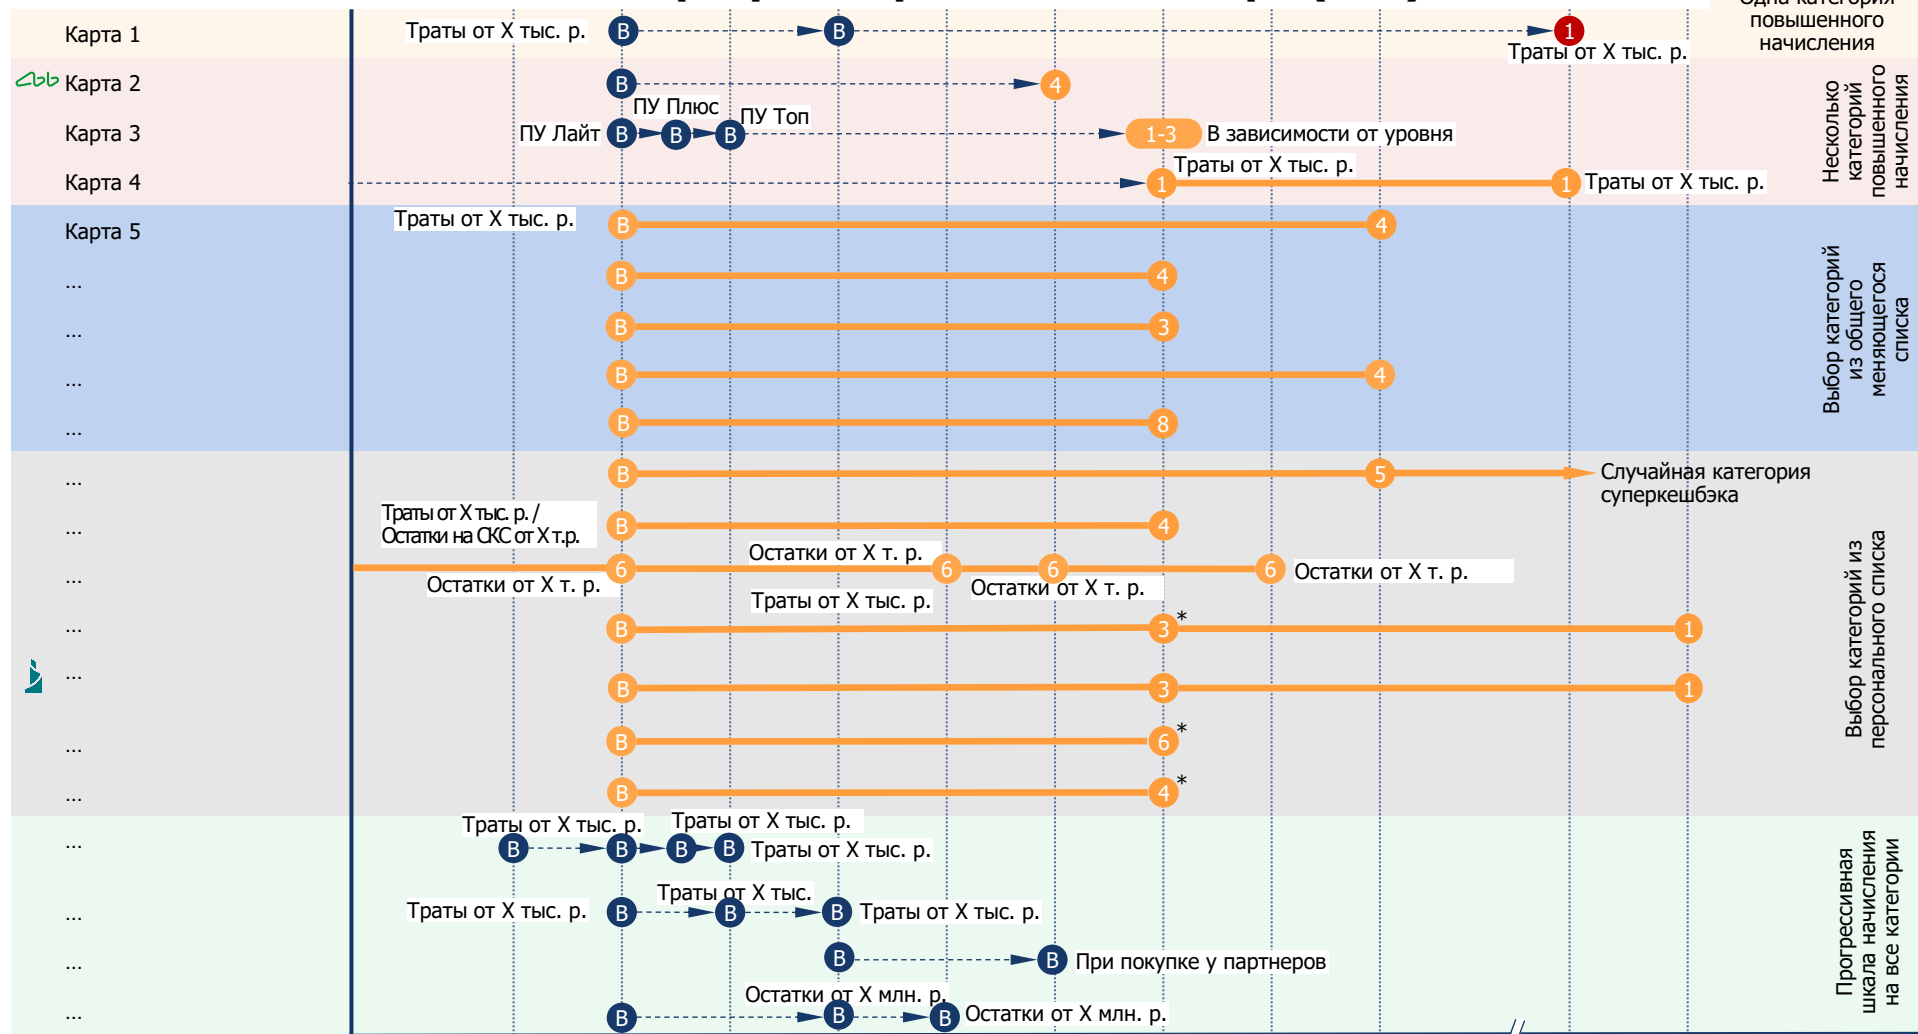 Одна категория
повышенного
начисления
Карта 1
Траты от X тыс. р.
В
В
1
Траты от X тыс. р.
Карта 2
В
4
ПУ Плюс
ПУ Топ
Карта 3
ПУ Лайт
В
В
В
1-3
В зависимости от уровня
Траты от X тыс. р.
Карта 4
1
1
Траты от X тыс. р.
Несколько
категорий
повышенного
начисления
Траты от X тыс. р.
Карта 5
В
4
...
В
4
...
В
3
...
В
4
...
В
8
Выбор категорий
из общего
меняющегося
списка
...
В
5
Случайная категория
суперкешбэка
Траты от X тыс. р. /
Остатки на СКС от X т.р.
...
В
4
Остатки от X т. р.
...
6
6
6
6
Остатки от X т. р.
Остатки от X т. р.
Остатки от X т. р.
Траты от X тыс. р.
...
В
3
*
1
...
В
3
1
...
В
6
*
...
В
4
*
Выбор категорий из
персонального списка
Траты от X тыс. р.
Траты от X тыс. р.
...
В
В
В
В
Траты от X тыс. р.
Траты от X тыс.
...
Траты от X тыс. р.
В
В
В
Траты от X тыс. р.
...
В
В
При покупке у партнеров
Остатки от X млн. р.
...
В
В
В
Остатки от X млн. р.
Прогрессивная
шкала начисления
на все категории
//